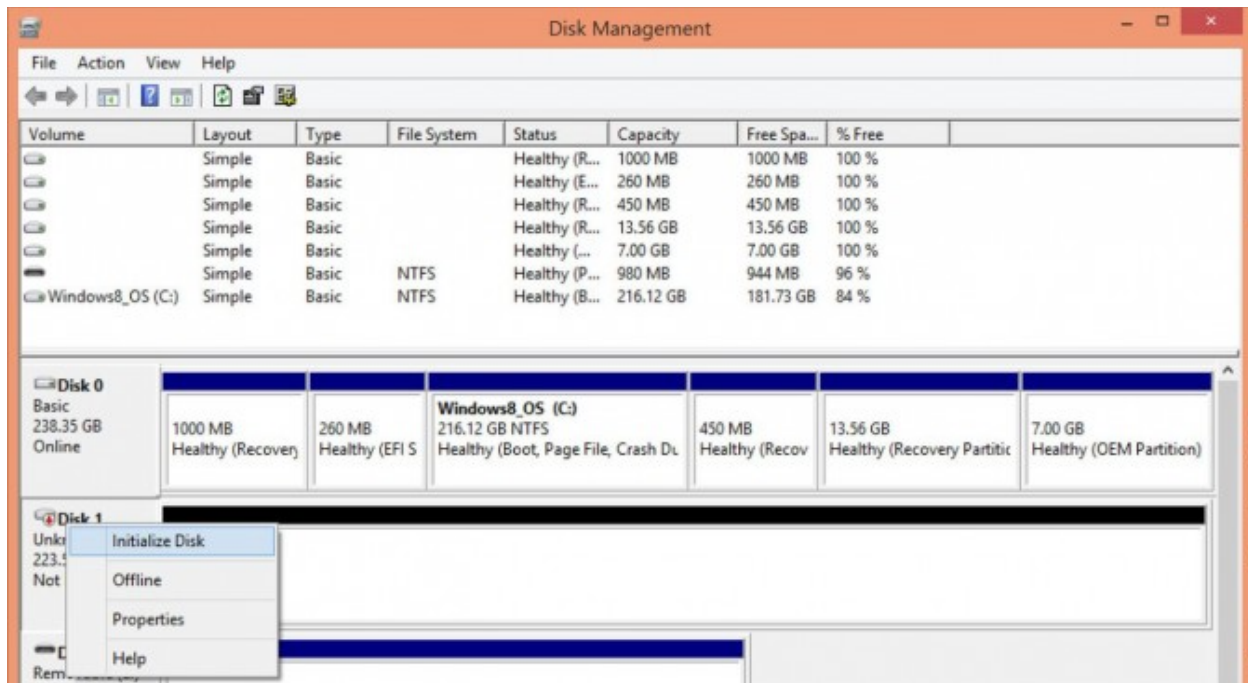 Disk Management
File Action View Help
Volume Layout Type File System Status Capacity Free Spa... % Free
Simple Basic Healthy (R... 1000 MB 1000 MB 100 %
Simple Basic Healthy (E... 260 MB 260 MB 100 %
Simple Basic Healthy (R... 450 MB 450 MB 100 %
Simple Basic Healthy (R... 13.56 GB 13.56 GB 100 %
Simple Basic Healthy (... 7.00 GB 7.00 GB 100 %
Simple Basic NTFS Healthy (P... 980 MB 944 MB 96 %
Windows8_OS (C:) Simple Basic NTFS Healthy (B... 216.12 GB 181.73 GB 84 %
Disk 0
Basic
238.35 GB
Online
1000 MB
Healthy (Recovery
260 MB
Healthy (EFI S
Windows8_OS (C:)
216.12 GB NTFS
Healthy (Boot, Page File, Crash Du
450 MB
Healthy (Recov
13.56 GB
Healthy (Recovery Partitic
7.00 GB
Healthy (OEM Partition)
Disk 1
Unkr
223.5
Not
Initialize Disk
Offline
Properties
Help